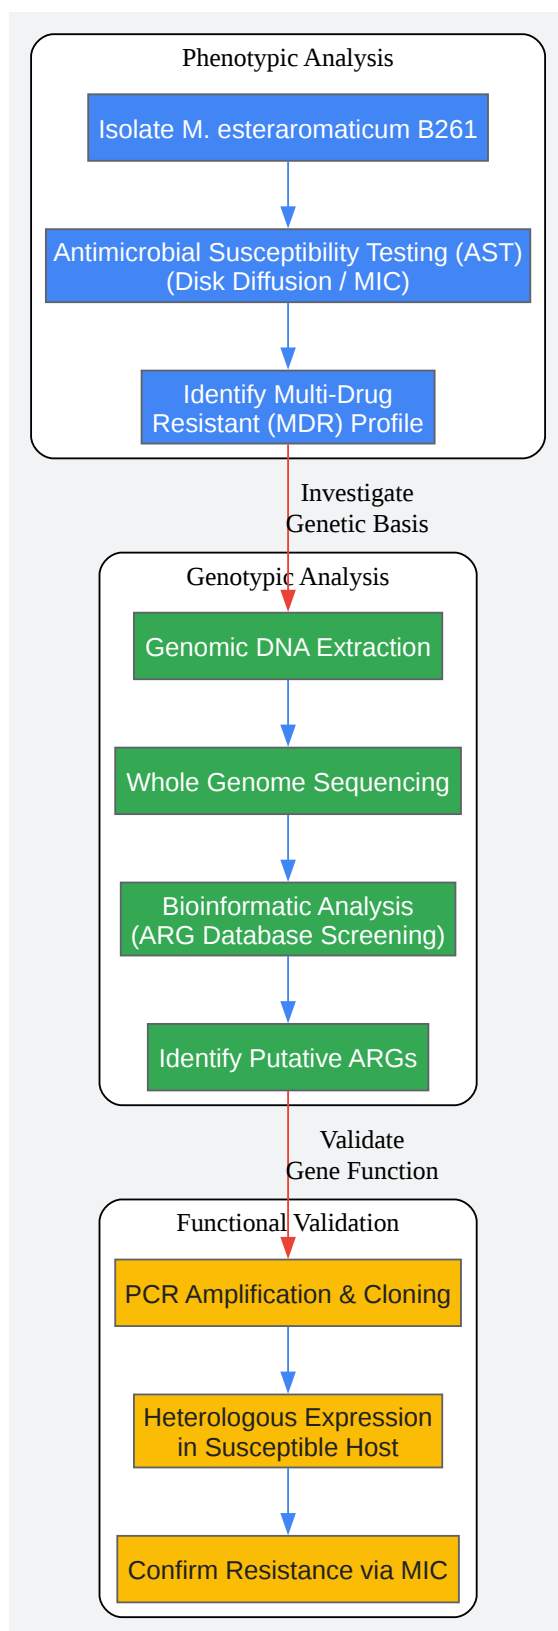 Phenotypic Analysis
Isolate M. esteraromaticum B261
Antimicrobial Susceptibility Testing (AST)
(Disk Diffusion / MIC)
Identify Multi-Drug
Resistant (MDR) Profile
Investigate
Genetic Basis
Genotypic Analysis
Genomic DNA Extraction
Whole Genome Sequencing
Bioinformatic Analysis
(ARG Database Screening)
Identify Putative ARGs
Validate
Gene Function
Functional Validation
PCR Amplification & Cloning
Heterologous Expression
in Susceptible Host
Confirm Resistance via MIC